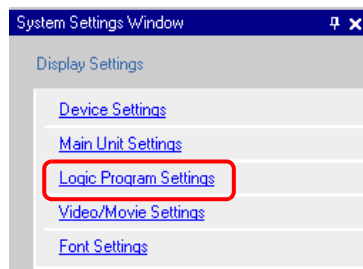 System Settings Window
Display Settings
Device Settings
Main Unit Settings
Logic Program Settings
Video/Movie Settings
Font Settings